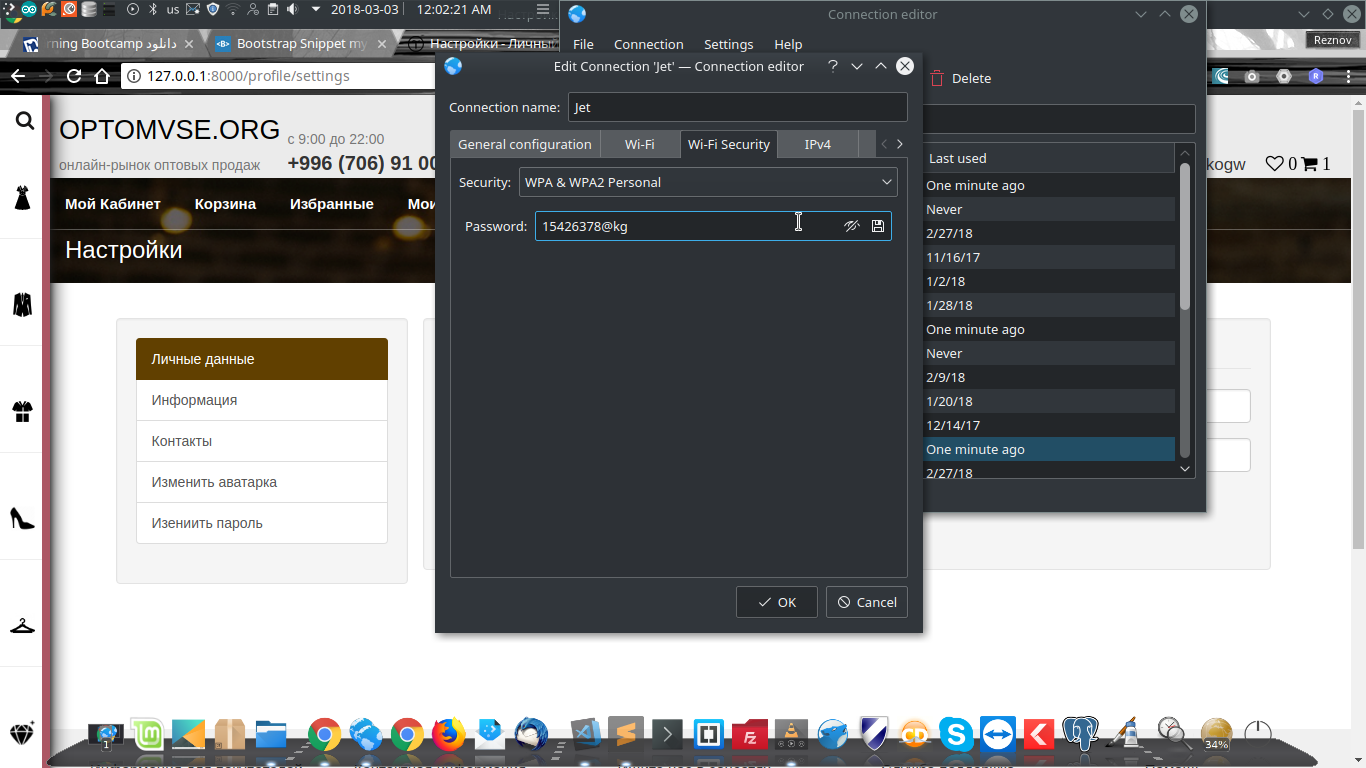 us
2018-03-03
12:02:21 AM
rning Bootcamp دانلود
Bootstrap Snippet my
Настройки - Личны
Reznov
127.0.0.1:8000/profile/settings
Connection editor
File Connection Settings Help
Delete
Last used
One minute ago
Never
2/27/18
11/16/17
1/2/18
1/28/18
One minute ago
Never
2/9/18
1/20/18
12/14/17
One minute ago
2/27/18
Edit Connection 'Jet' — Connection editor
Connection name: Jet
General configuration Wi-Fi Wi-Fi Security IPv4
Security: WPA & WPA2 Personal
Password: 15426378@kg
OK Cancel
OPTOMVSE.ORG с 9:00 до 22:00
онлайн-рынок оптовых продаж +996 (706) 91 00
kogw 0 1
Мой Кабинет Корзина Избранные Мои
Настройки
Личные данные
Информация
Контакты
Изменить аватарка
Изениить пароль
1
34%